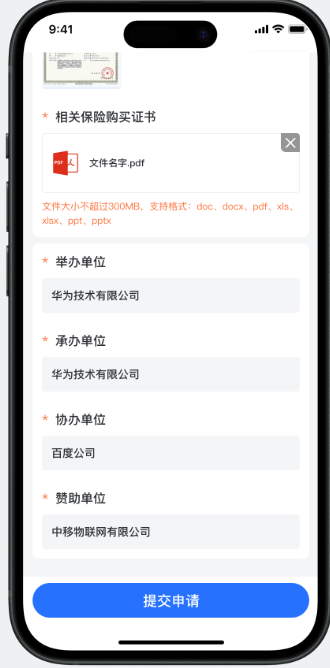 9:41
* 相关保险购买证书
PDF
文件名字.pdf
文件大小不超过300MB，支持格式：doc、docx、pdf、xls、
xlsx、ppt、pptx
* 举办单位
华为技术有限公司
* 承办单位
华为技术有限公司
* 协办单位
百度公司
* 赞助单位
中移物联网有限公司
提交申请